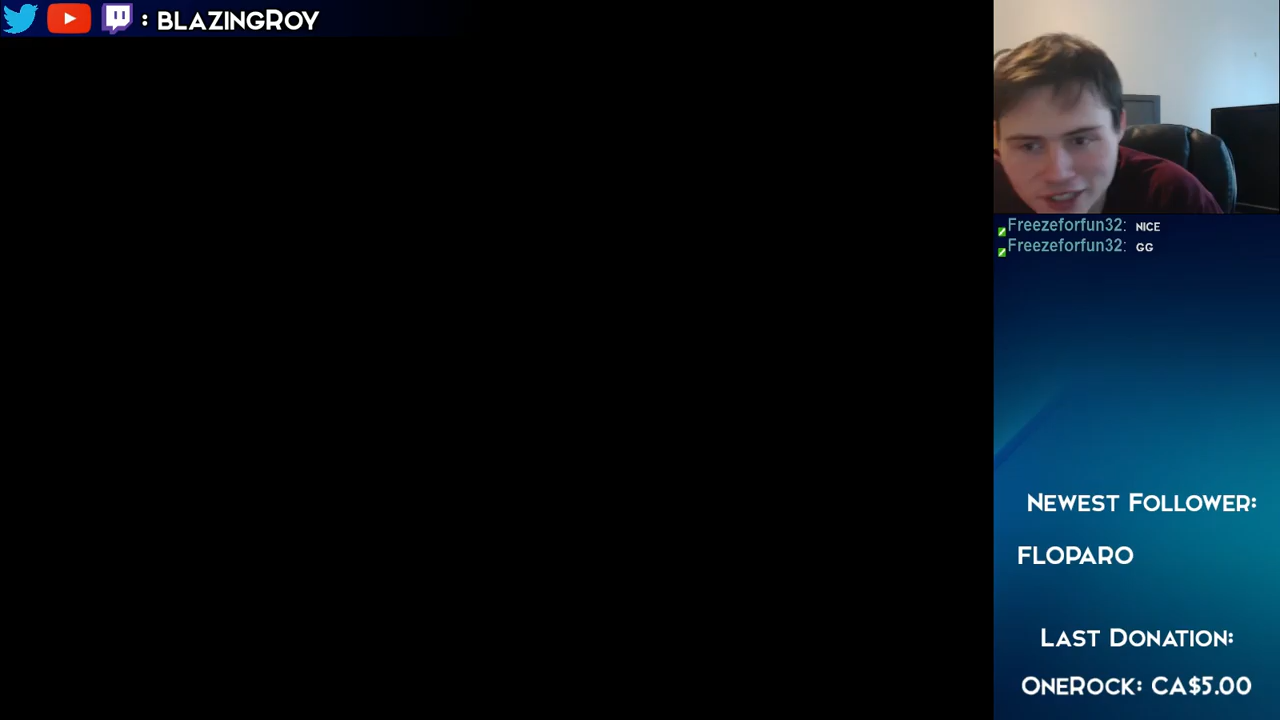 : BLAZINGROY
Freezeforfun32: NICE
Freezeforfun32: GG
NEWEST FOLLOWER:
FLOPARO
LAST DONATION:
ONEROCK: CA$5.00